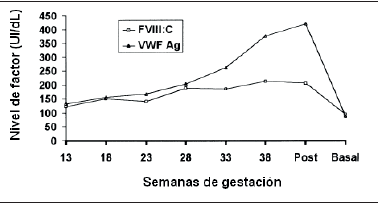 FVIII:C
VWF Ag
Nivel de factor (UI/dL)
450
400
350
300
250
200
150
100
50
0
13 18 23 28 33 38 Post Basal
Semanas de gestación